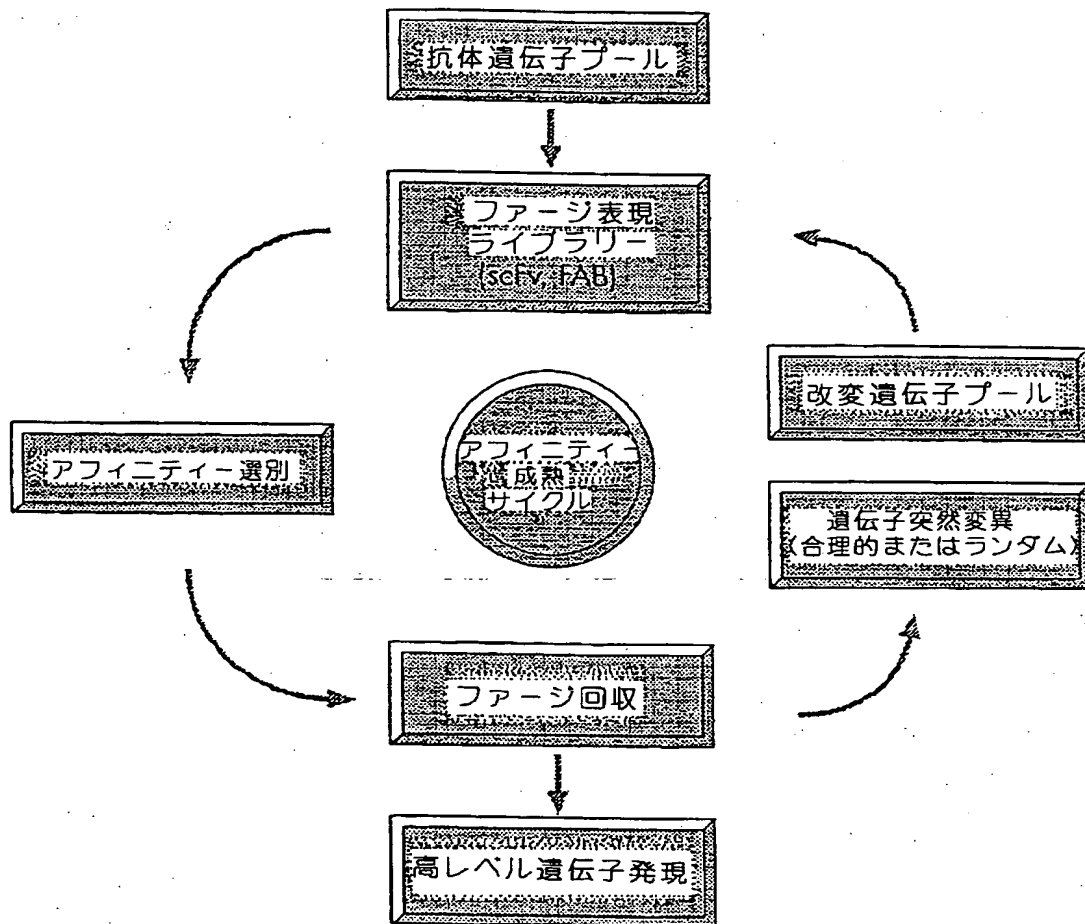 抗体遺伝子プール
ファージ表現
ライブラリー
(scFv, FAB)
アフィニティー選別
アフィニティー
成熟
サイクル
改変遺伝子プール
遺伝子突然変異
(合理的またはランダム)
ファージ回収
高レベル遺伝子発現